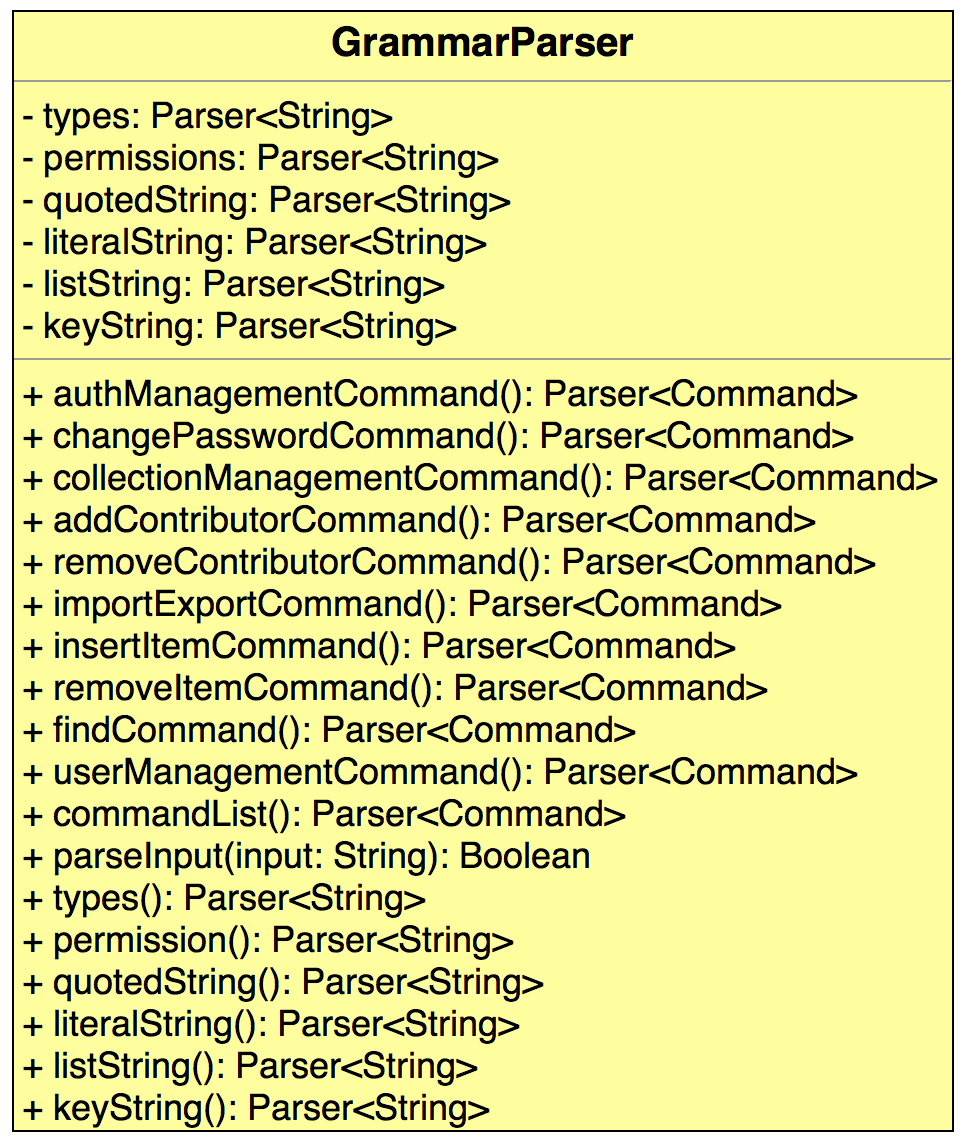 GrammarParser
- types: Parser<String>
- permissions: Parser<String>
- quotedString: Parser<String>
- literalString: Parser<String>
- listString: Parser<String>
- keyString: Parser<String>
+ authManagementCommand(): Parser<Command>
+ changePasswordCommand(): Parser<Command>
+ collectionManagementCommand(): Parser<Command>
+ addContributorCommand(): Parser<Command>
+ removeContributorCommand(): Parser<Command>
+ importExportCommand(): Parser<Command>
+ insertItemCommand(): Parser<Command>
+ removeItemCommand(): Parser<Command>
+ findCommand(): Parser<Command>
+ userManagementCommand(): Parser<Command>
+ commandList(): Parser<Command>
+ parseInput(input: String): Boolean
+ types(): Parser<String>
+ permission(): Parser<String>
+ quotedString(): Parser<String>
+ literalString(): Parser<String>
+ listString(): Parser<String>
+ keyString(): Parser<String>